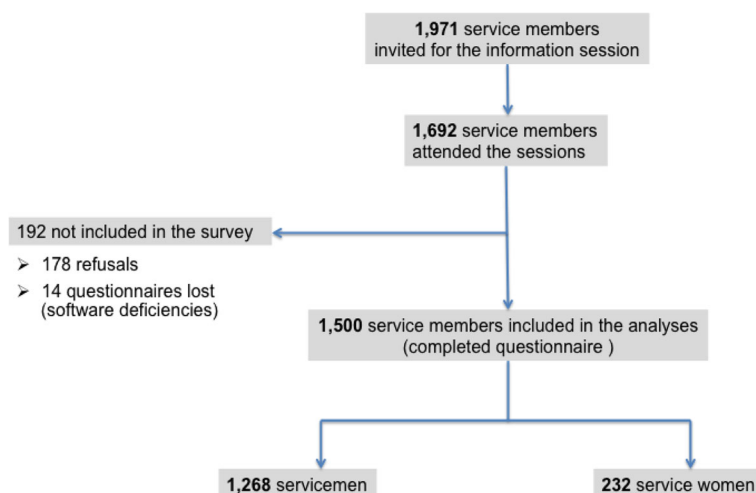 1,971 service members
invited for the information session
1,692 service members
attended the sessions
192 not included in the survey
➢ 178 refusals
➢ 14 questionnaires lost
(software deficiencies)
1,500 service members included in the analyses
(completed questionnaire )
1,268 servicemen
232 service women